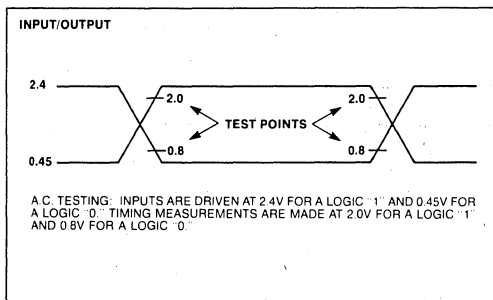 INPUT/OUTPUT
2.4
2.0
2.0
TEST POINTS
0.8
0.8
0.45
A.C. TESTING: INPUTS ARE DRIVEN AT 2.4V FOR A LOGIC "1" AND 0.45V FOR
A LOGIC "0." TIMING MEASUREMENTS ARE MADE AT 2.0V FOR A LOGIC "1"
AND 0.8V FOR A LOGIC "0."